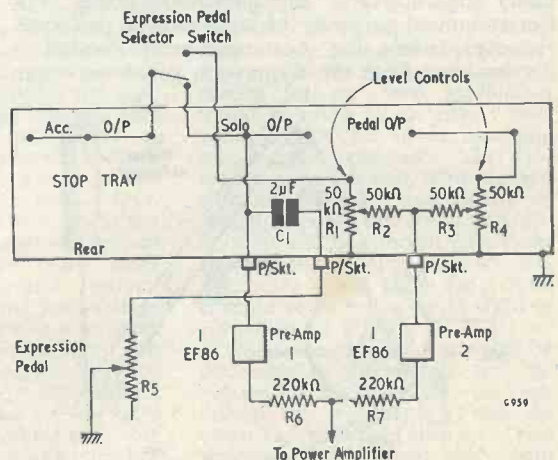 Expression Pedal
Selector Switch
Level Controls
Acc. O/P
Solo O/P
Pedal O/P
STOP TRAY
2µF
C1
50
kΩ
R1
50kΩ
R2
50kΩ
R3
50kΩ
R4
Rear
P/Skt.
P/Skt.
P/Skt.
Expression
Pedal
R5
1
EF86
Pre-Amp
1
1
EF86
Pre-Amp
2
220kΩ
R6
220kΩ
R7
G959
To Power Amplifier